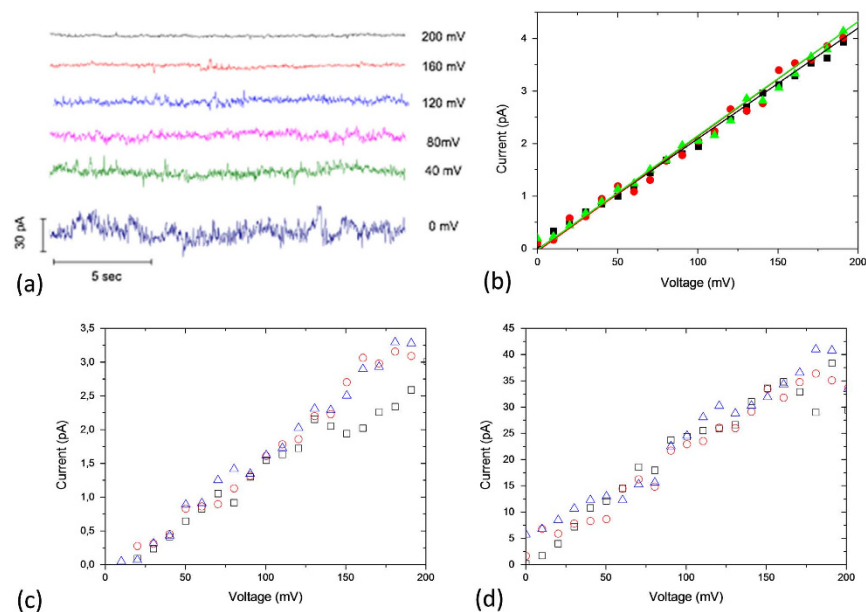 200 mV
160 mV
120 mV
80mV
40 mV
0 mV
30 pA
5 sec
(a)
4
3
2
1
0
Current (pA)
0 50 100 150 200
Voltage (mV)
(b)
3,5
3,0
2,5
2,0
1,5
1,0
0,5
0,0
Current (pA)
0 50 100 150 200
Voltage (mV)
(c)
45
40
35
30
25
20
15
10
5
0
Current (pA)
0 50 100 150 200
Voltage (mV)
(d)